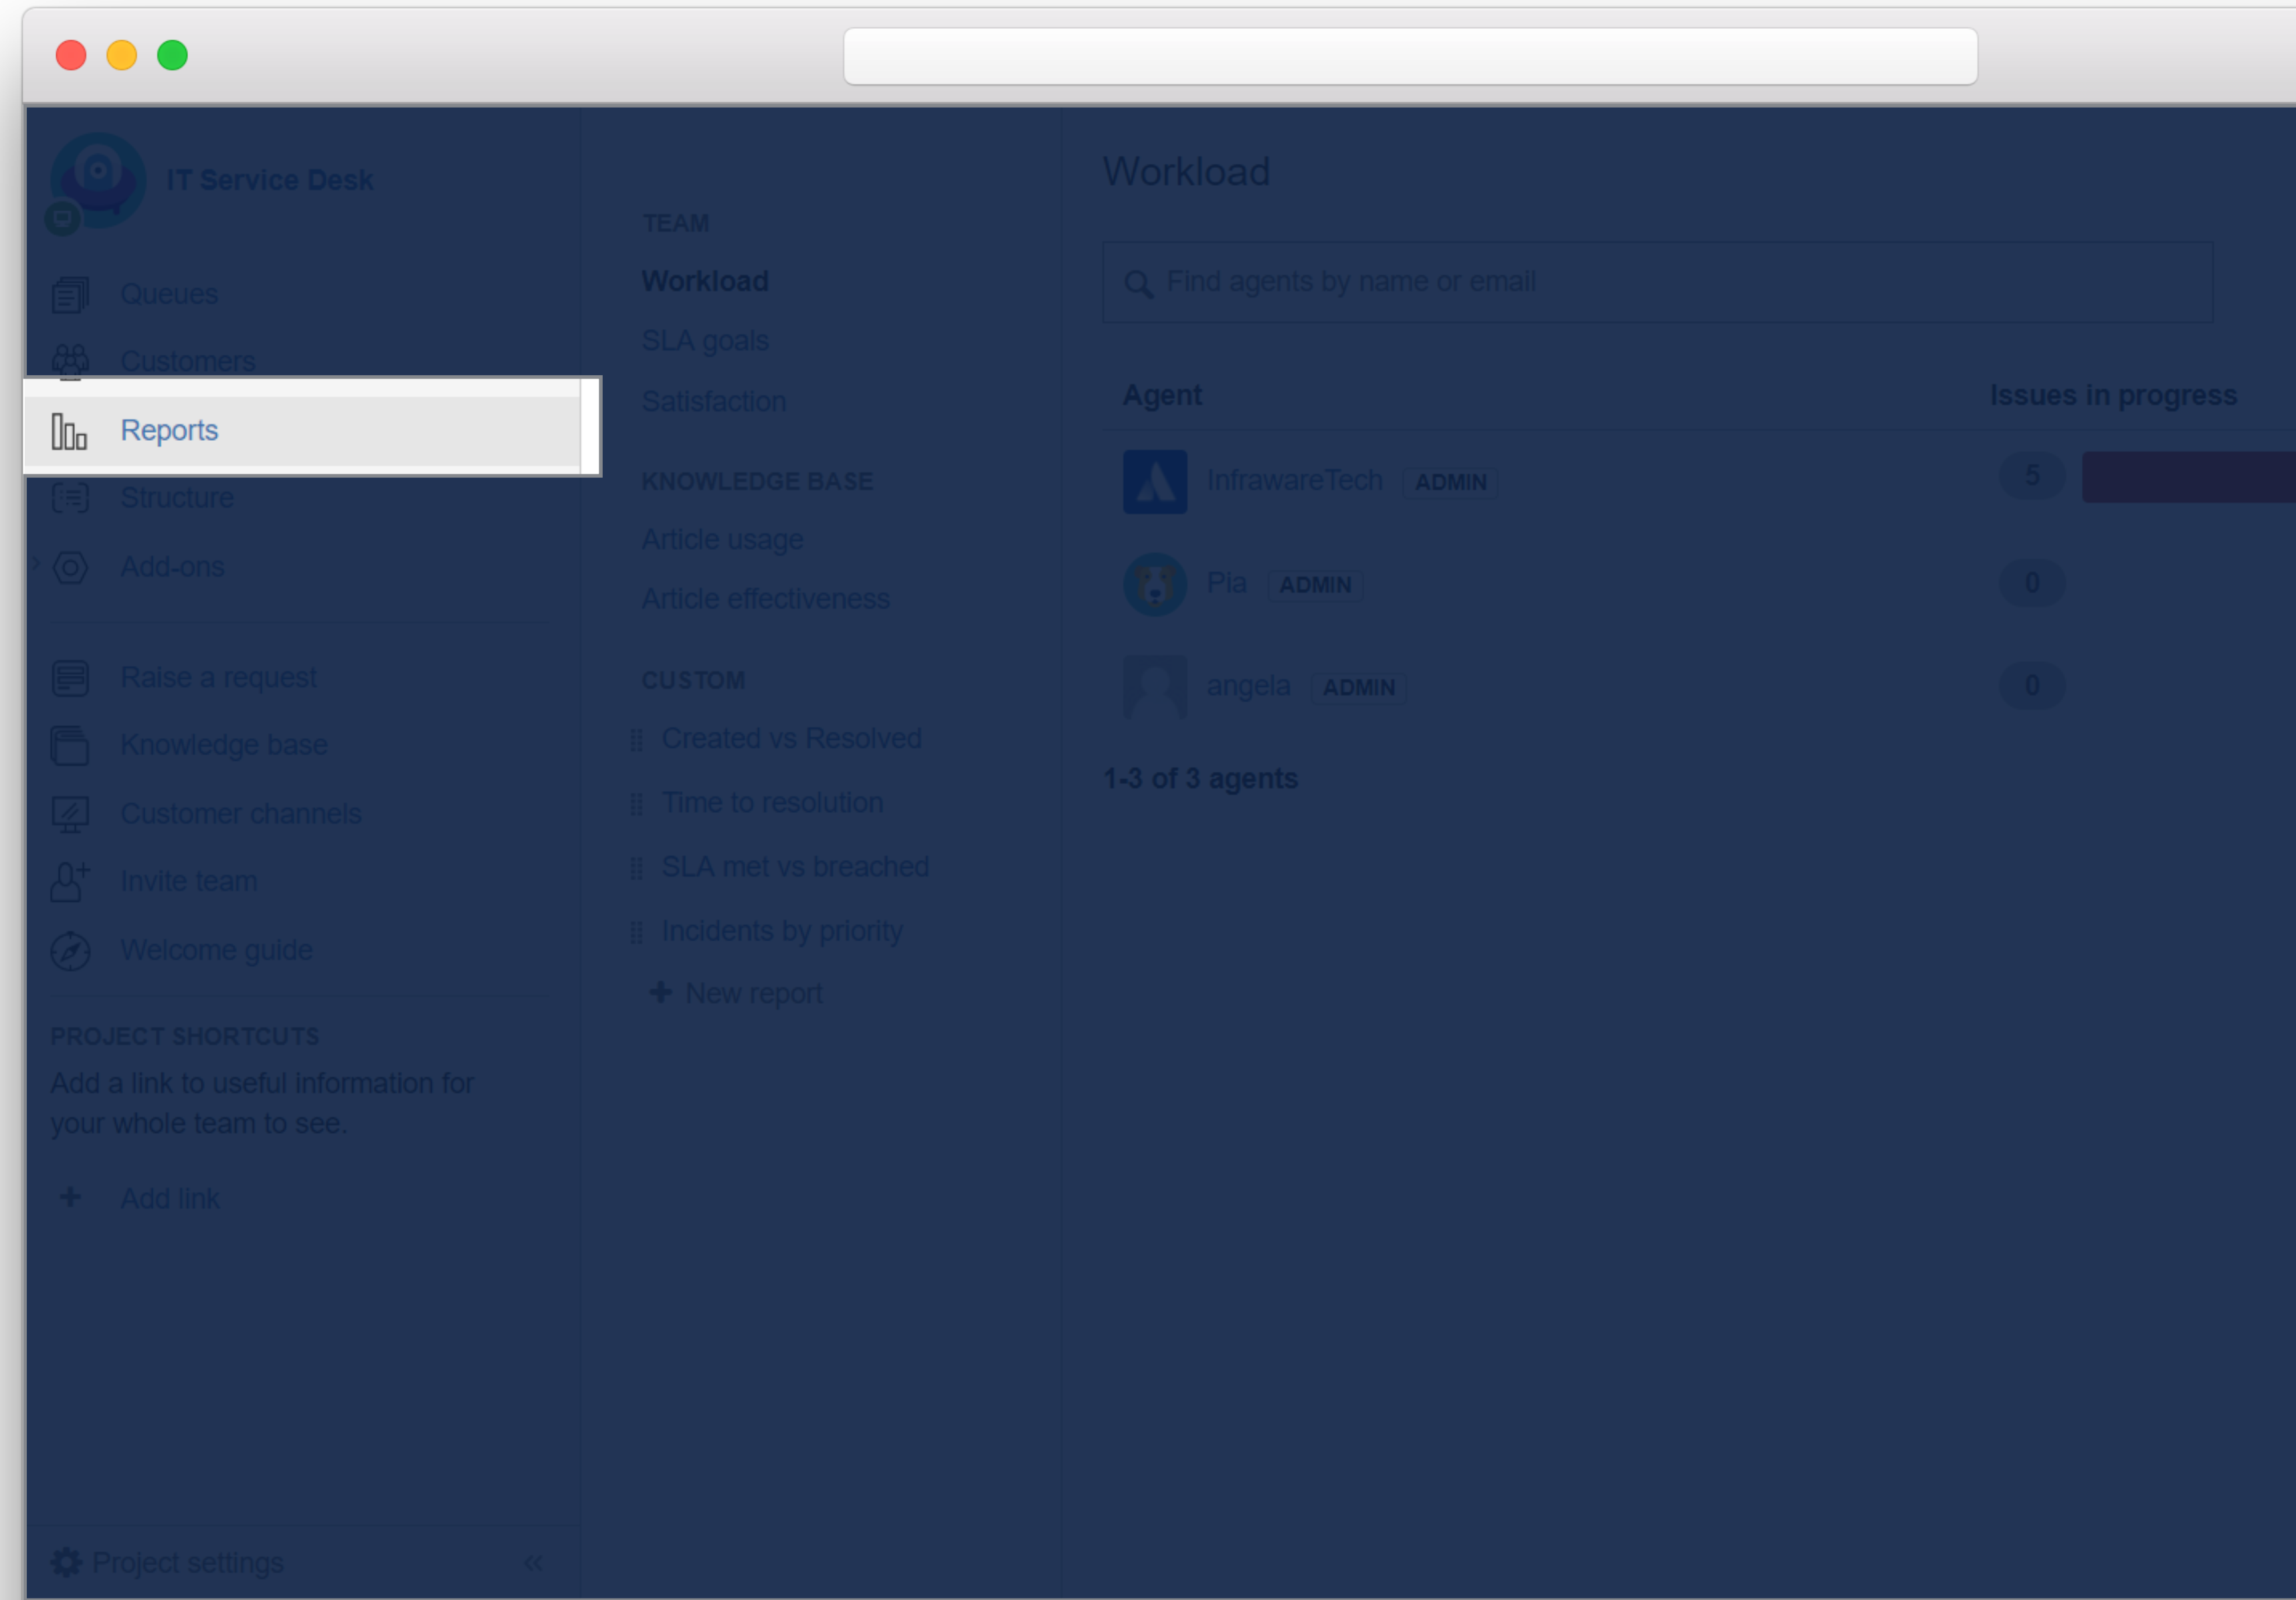 IT Service Desk
Queues
Customers
Reports
Structure
Add-ons
Raise a request
Knowledge base
Customer channels
Invite team
Welcome guide
PROJECT SHORTCUTS
Add a link to useful information for
your whole team to see.
Add link
Project settings
TEAM
Workload
SLA goals
Satisfaction
KNOWLEDGE BASE
Article usage
Article effectiveness
CUSTOM
Created vs Resolved
Time to resolution
SLA met vs breached
Incidents by priority
New report
Workload
Find agents by name or email
Agent Issues in progress
InfrawareTech ADMIN 5
Pia ADMIN 0
angela ADMIN 0
1-3 of 3 agents